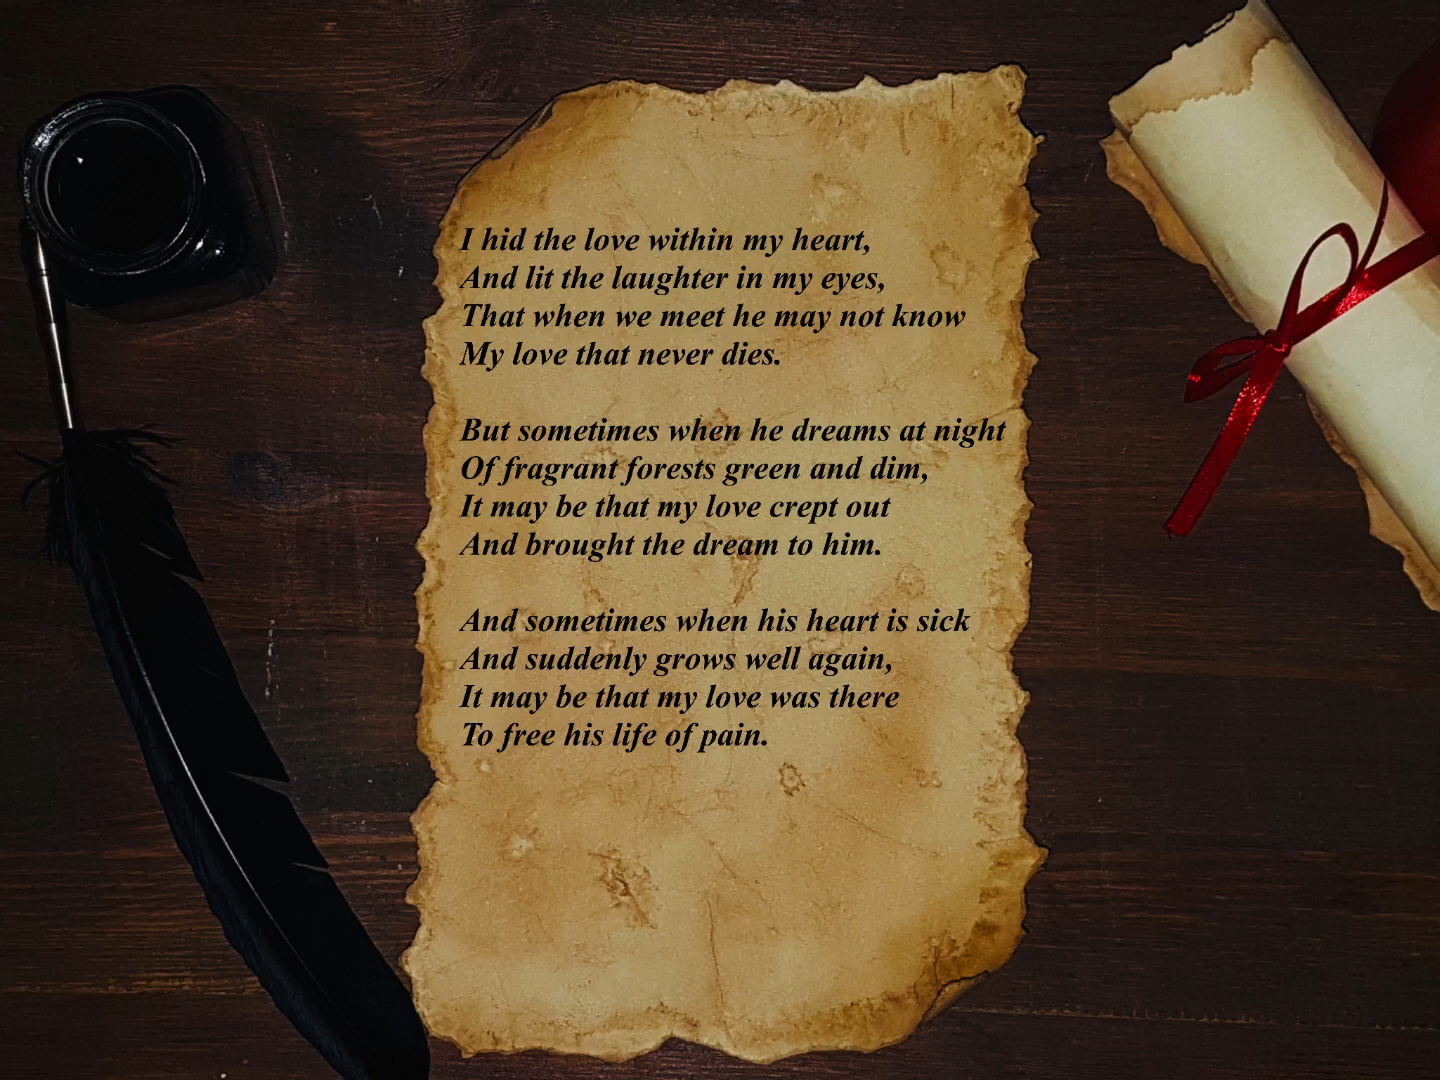 I hid the love within my heart,
And lit the laughter in my eyes,
That when we meet he may not know
My love that never dies.

But sometimes when he dreams at night
Of fragrant forests green and dim,
It may be that my love crept out
And brought the dream to him.

And sometimes when his heart is sick
And suddenly grows well again,
It may be that my love was there
To free his life of pain.